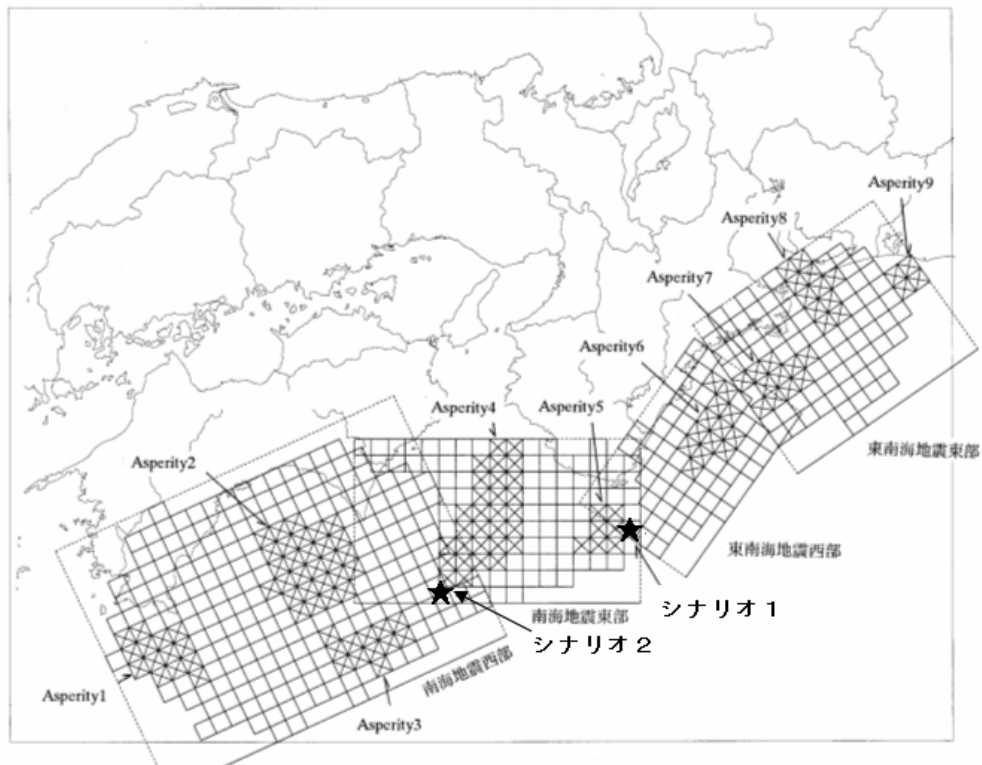 Asperity9
Asperity8
Asperity7
Asperity6
Asperity4
Asperity5
Asperity2
東南海地震東部
東南海地震西部
シナリオ1
南海地震東部
シナリオ2
南海地震西部
Asperity1
Asperity3